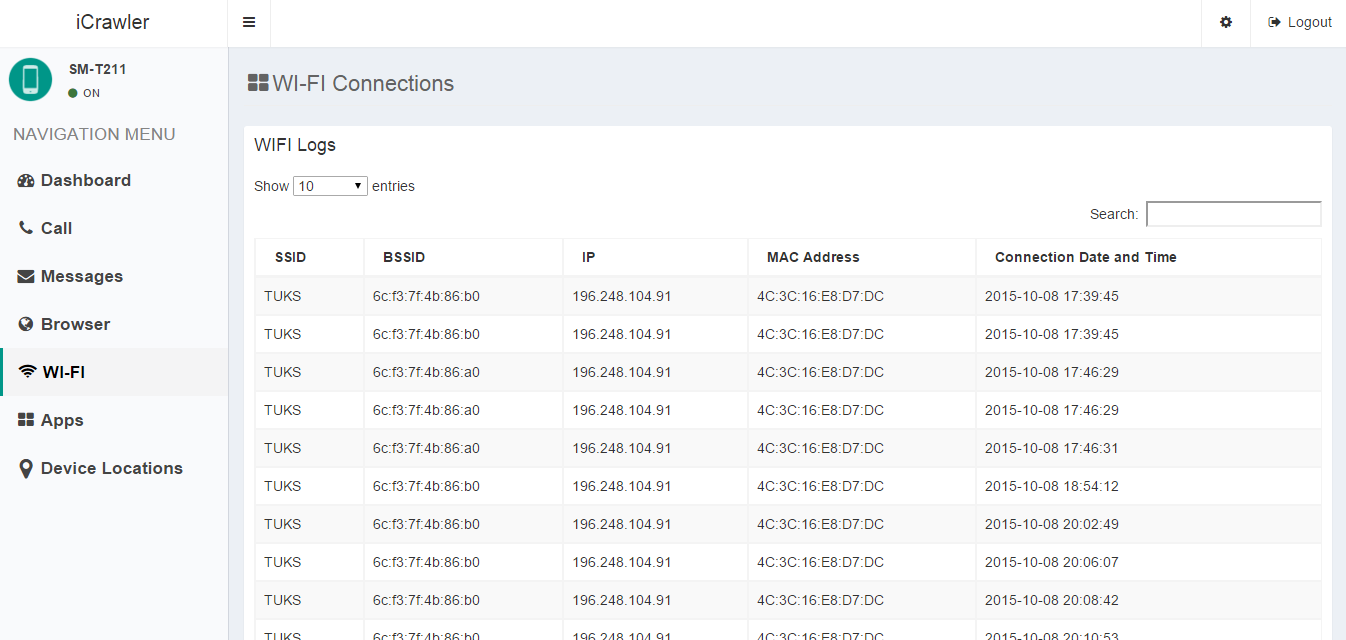 iCrawler
Logout
SM-T211
ON
NAVIGATION MENU
Dashboard
Call
Messages
Browser
WI-FI
Apps
Device Locations
WI-FI Connections
WIFI Logs
Show 10 entries
Search:
SSID BSSID IP MAC Address Connection Date and Time
TUKS 6c:f3:7f:4b:86:b0 196.248.104.91 4C:3C:16:E8:D7:DC 2015-10-08 17:39:45
TUKS 6c:f3:7f:4b:86:b0 196.248.104.91 4C:3C:16:E8:D7:DC 2015-10-08 17:39:45
TUKS 6c:f3:7f:4b:86:a0 196.248.104.91 4C:3C:16:E8:D7:DC 2015-10-08 17:46:29
TUKS 6c:f3:7f:4b:86:a0 196.248.104.91 4C:3C:16:E8:D7:DC 2015-10-08 17:46:29
TUKS 6c:f3:7f:4b:86:a0 196.248.104.91 4C:3C:16:E8:D7:DC 2015-10-08 17:46:31
TUKS 6c:f3:7f:4b:86:b0 196.248.104.91 4C:3C:16:E8:D7:DC 2015-10-08 18:54:12
TUKS 6c:f3:7f:4b:86:b0 196.248.104.91 4C:3C:16:E8:D7:DC 2015-10-08 20:02:49
TUKS 6c:f3:7f:4b:86:b0 196.248.104.91 4C:3C:16:E8:D7:DC 2015-10-08 20:06:07
TUKS 6c:f3:7f:4b:86:b0 196.248.104.91 4C:3C:16:E8:D7:DC 2015-10-08 20:08:42
TUKS 6c:f3:7f:4b:86:b0 196.248.104.91 4C:3C:16:E8:D7:DC 2015-10-08 20:10:53